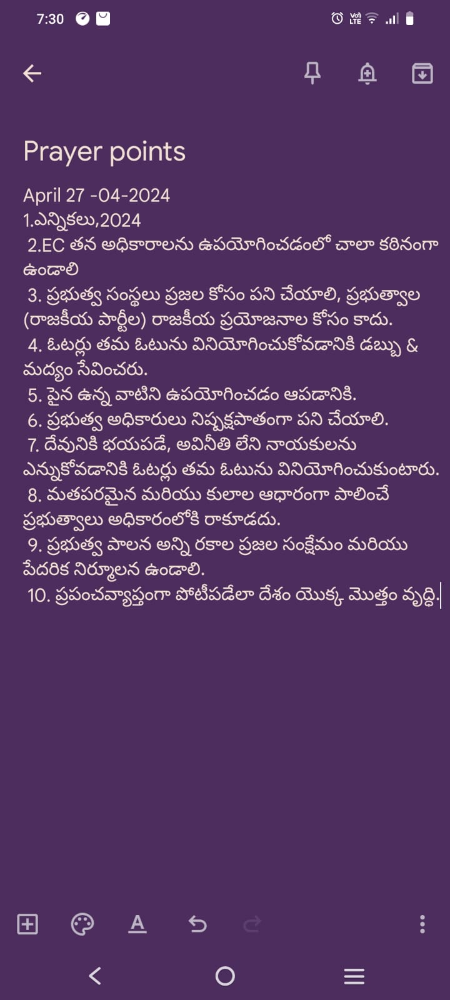 7:30
Vo)) LTE
Prayer points
April 27 -04-2024
1.ఎన్నికలు,2024
2.EC తన అధికారాలను ఉపయోగించడంలో చాలా కఠినంగా
ఉండాలి
3. ప్రభుత్వ సంస్థలు ప్రజల కోసం పని చేయాలి, ప్రభుత్వాల
(రాజకీయ పార్టీల) రాజకీయ ప్రయోజనాల కోసం కాదు.
4. ఓటర్లు తమ ఓటును వినియోగించుకోవడానికి డబ్బు &
మద్యం సేవించరు.
5. పైన ఉన్న వాటిని ఉపయోగించడం ఆపడానికి.
6. ప్రభుత్వ అధికారులు నిష్పక్షపాతంగా పని చేయాలి.
7. దేవునికి భయపడే, అవినీతి లేని నాయకులను
ఎన్నుకోవడానికి ఓటర్లు తమ ఓటును వినియోగించుకుంటారు.
8. మతపరమైన మరియు కులాల ఆధారంగా పాలించే
ప్రభుత్వాలు అధికారంలోకి రాకూడదు.
9. ప్రభుత్వ పాలన అన్ని రకాల ప్రజల సంక్షేమం మరియు
పేదరిక నిర్మూలన ఉండాలి.
10. ప్రపంచవ్యాప్తంగా పోటీపడేలా దేశం యొక్క మొత్తం వృద్ధి.
A